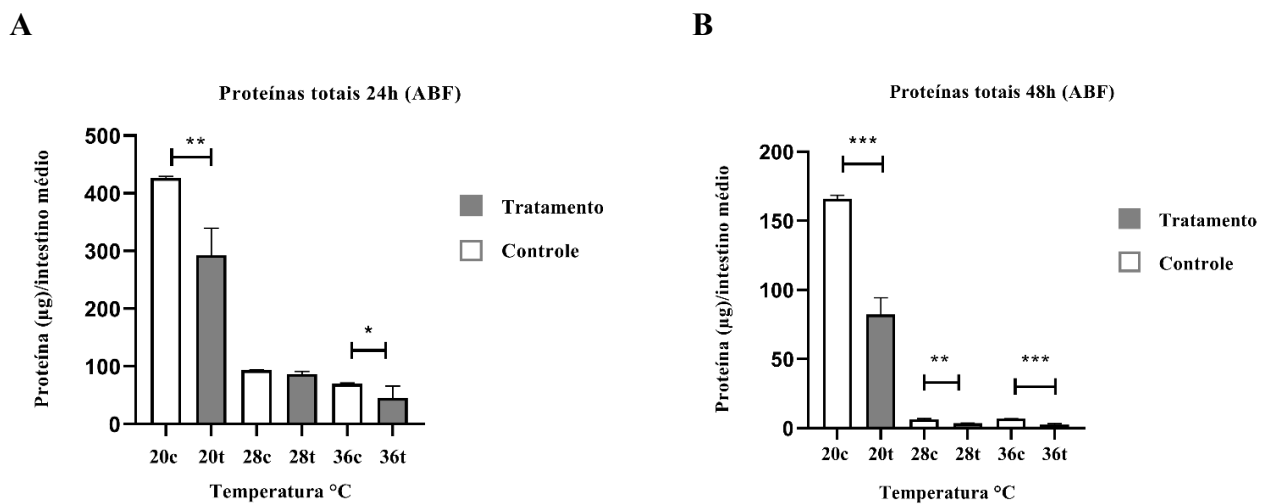 A
Proteínas totais 24h (ABF)
Proteína (µg)/intestino médio
500
400
300
200
100
0
**
*
20c 20t 28c 28t 36c 36t
Temperatura °C
Tratamento
Controle
B
Proteínas totais 48h (ABF)
Proteína (µg)/intestino médio
200
150
100
50
0
***
**
***
20c 20t 28c 28t 36c 36t
Temperatura °C
Tratamento
Controle